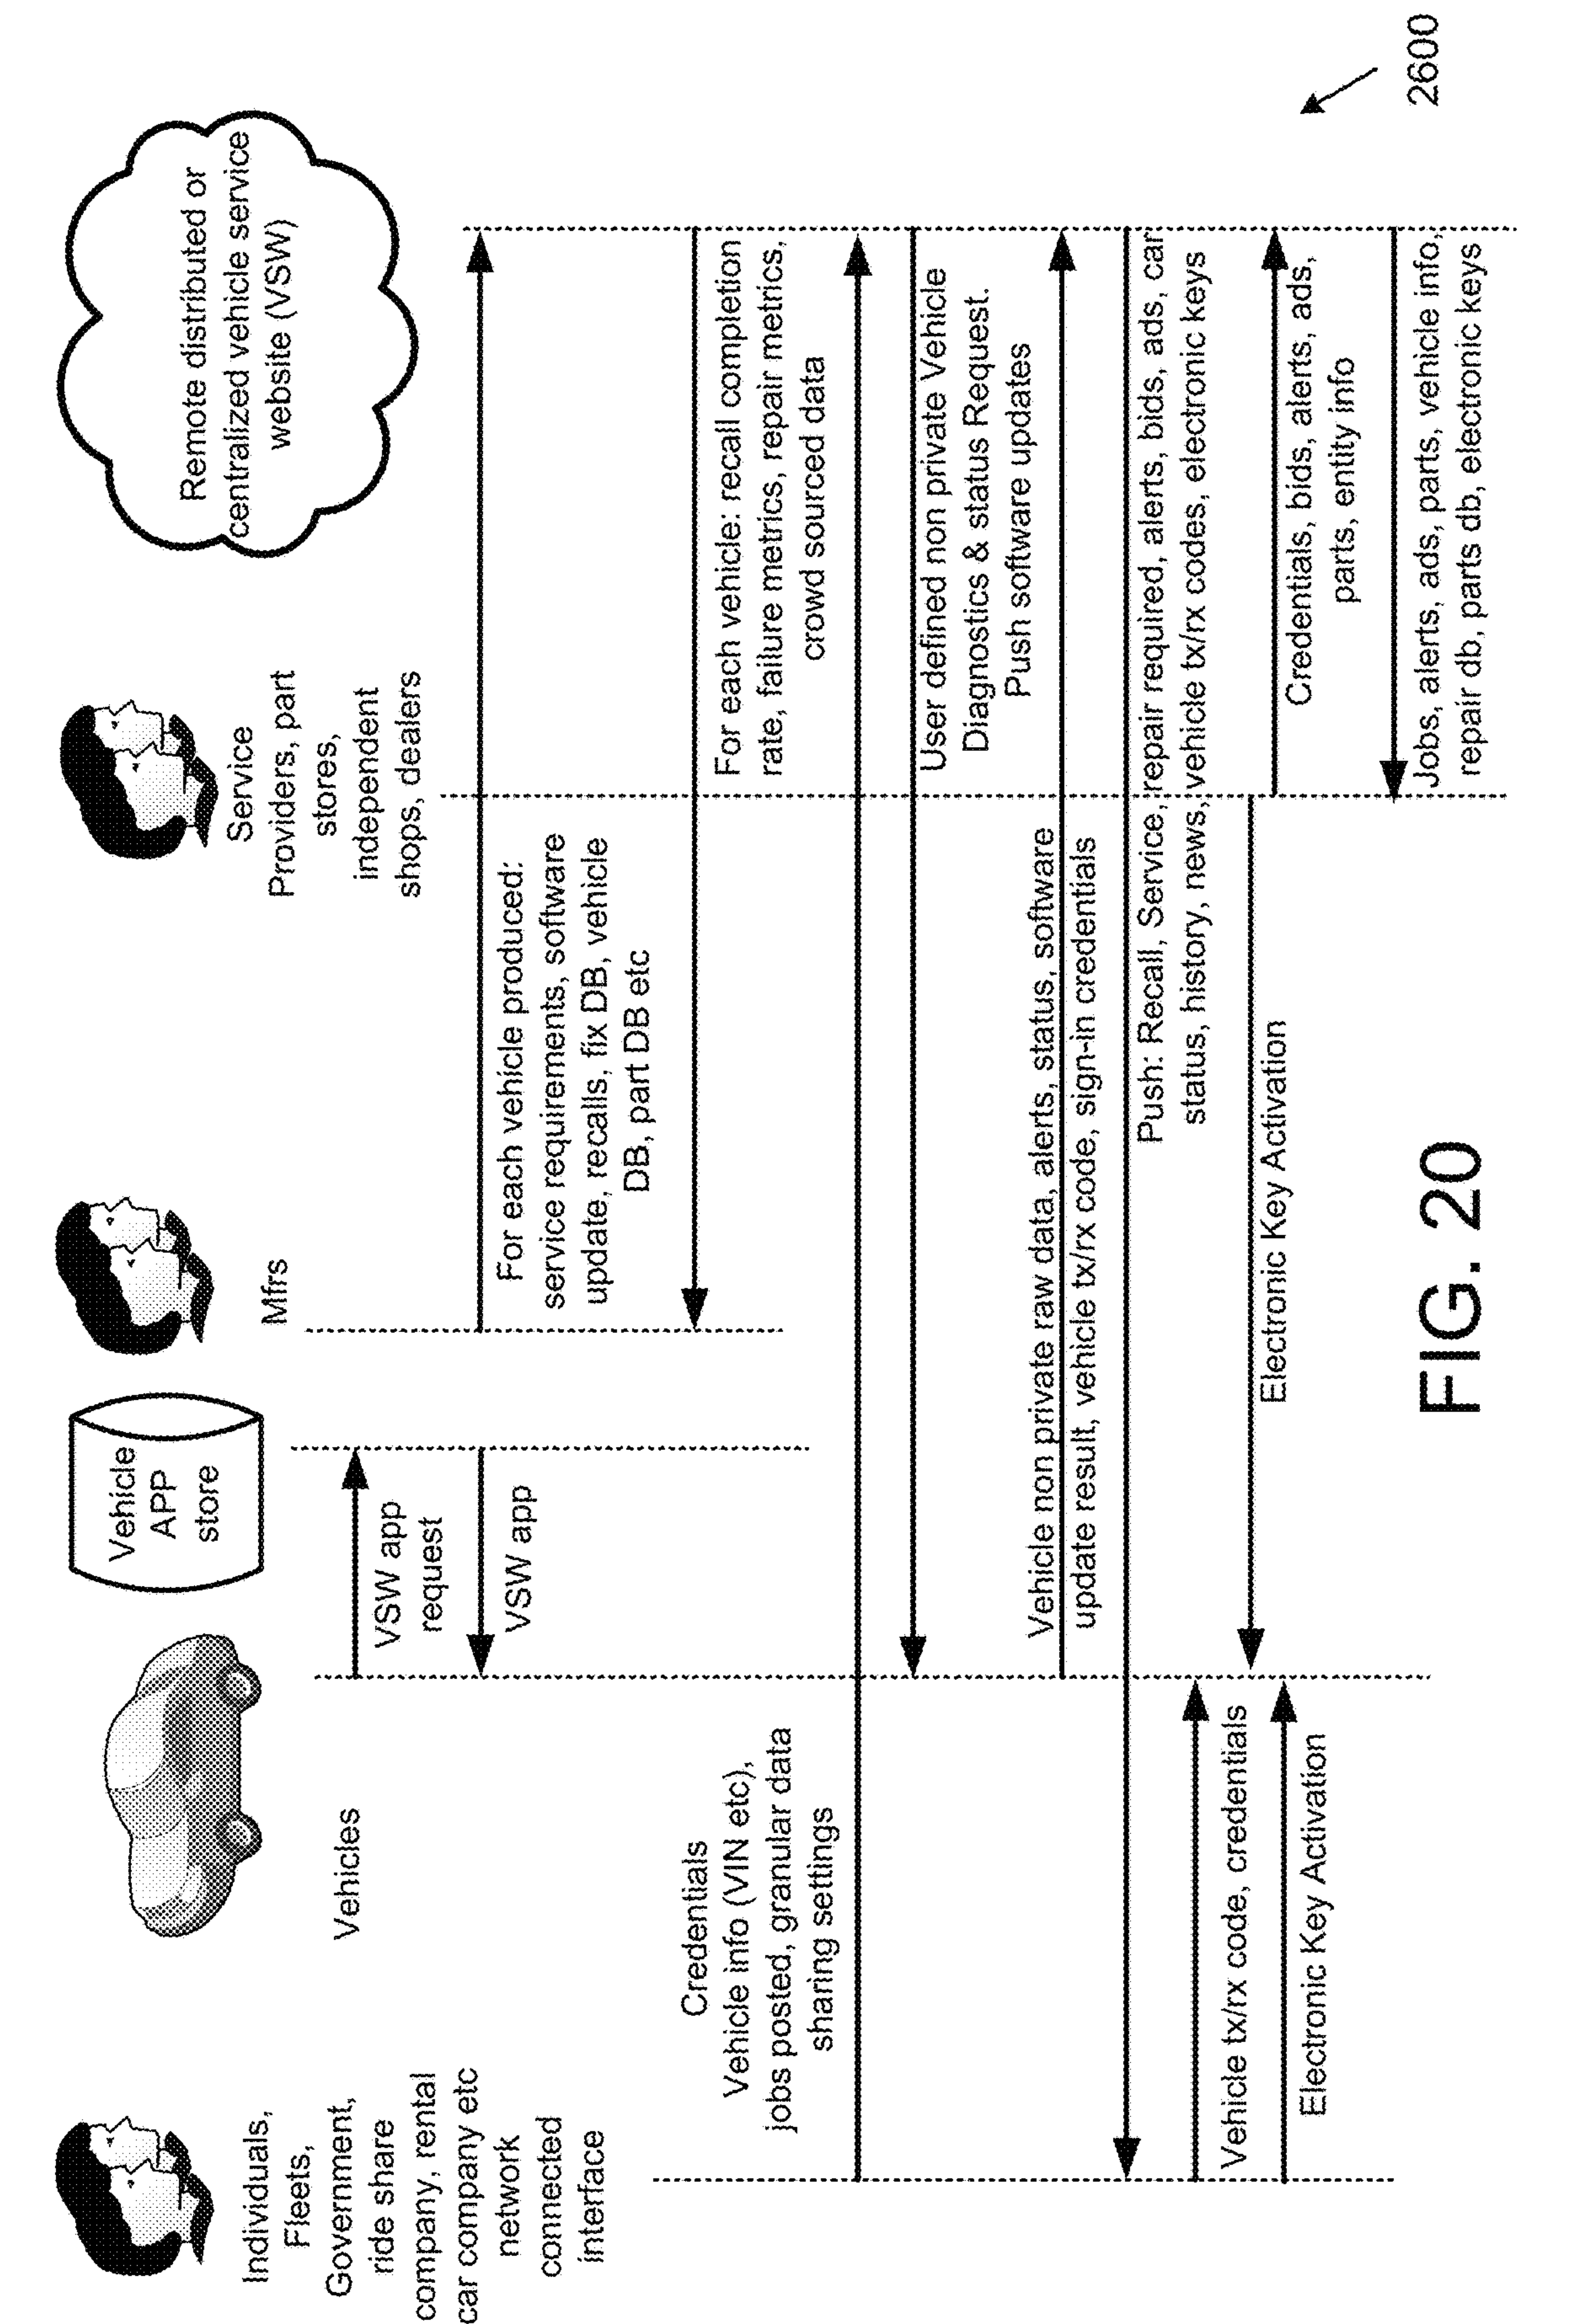 Individuals,
Fleets,
Government,
ride share
company, rental
car company etc
network
connected
interface
Vehicles
Vehicle
APP
store
Mfrs
Service
Providers, part
stores,
independent
shops, dealers
Remote distributed or
centralized vehicle service
website (VSW)
VSW app
request
VSW app
For each vehicle produced:
service requirements, software
update, recalls, fix DB, vehicle
DB, part DB etc
For each vehicle: recall completion
rate, failure metrics, repair metrics,
crowd sourced data
Credentials
Vehicle info (VIN etc),
jobs posted, granular data
sharing settings
User defined non private Vehicle
Diagnostics & status Request.
Push software updates
Vehicle non private raw data, alerts, status, software
update result, vehicle tx/rx code, sign-in credentials
Push: Recall, Service, repair required, alerts, bids, ads, car
status, history, news, vehicle tx/rx codes, electronic keys
Vehicle tx/rx code, credentials
Electronic Key Activation
Electronic Key Activation
Credentials, bids, alerts, ads,
parts, entity info
Jobs, alerts, ads, parts, vehicle info,
repair db, parts db, electronic keys
2600
FIG. 20